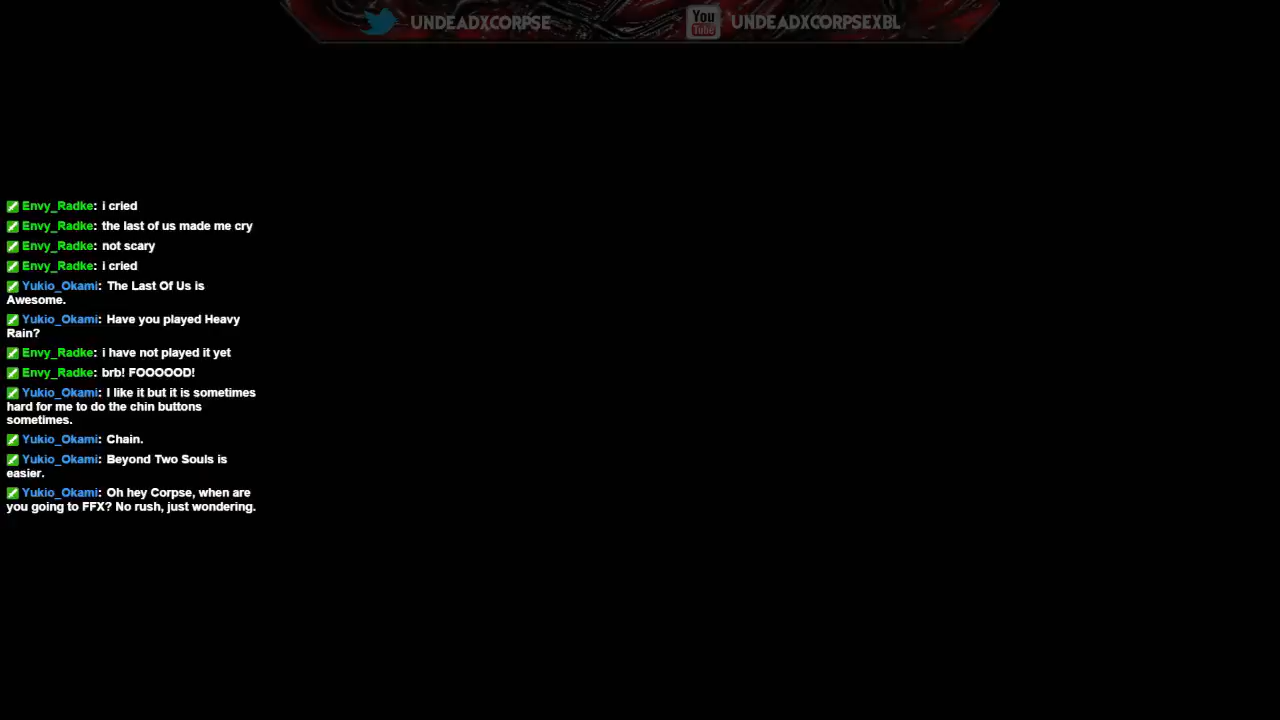 UNDEADXCORPSE
You Tube UNDEADXCORPSEXBL
Envy_Radke: i cried
Envy_Radke: the last of us made me cry
Envy_Radke: not scary
Envy_Radke: i cried
Yukio_Okami: The Last Of Us is
Awesome.
Yukio_Okami: Have you played Heavy
Rain?
Envy_Radke: i have not played it yet
Envy_Radke: brb! FOOOOOD!
Yukio_Okami: I like it but it is sometimes
hard for me to do the chin buttons
sometimes.
Yukio_Okami: Chain.
Yukio_Okami: Beyond Two Souls is
easier.
Yukio_Okami: Oh hey Corpse, when are
you going to FFX? No rush, just wondering.